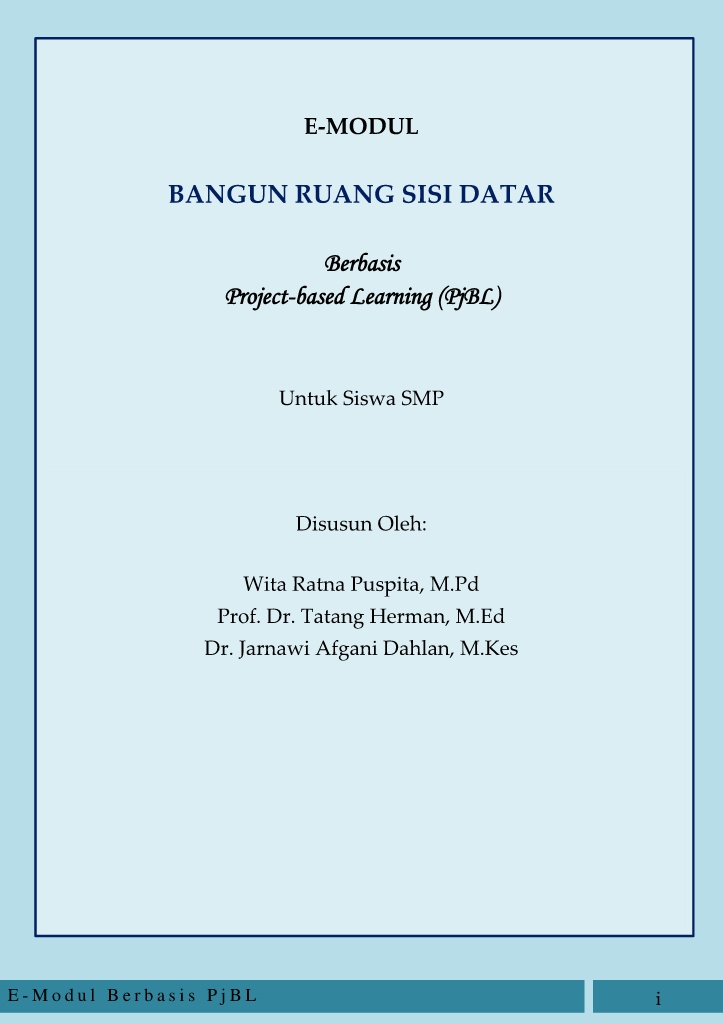 E-MODUL
BANGUN RUANG SISI DATAR
Berbasis
Project-based Learning (PjBL)
Untuk Siswa SMP
Disusun Oleh:
Wita Ratna Puspita, M.Pd
Prof. Dr. Tatang Herman, M.Ed
Dr. Jarnawi Afgani Dahlan, M.Kes
E-Modul Berbasis PjBL
i